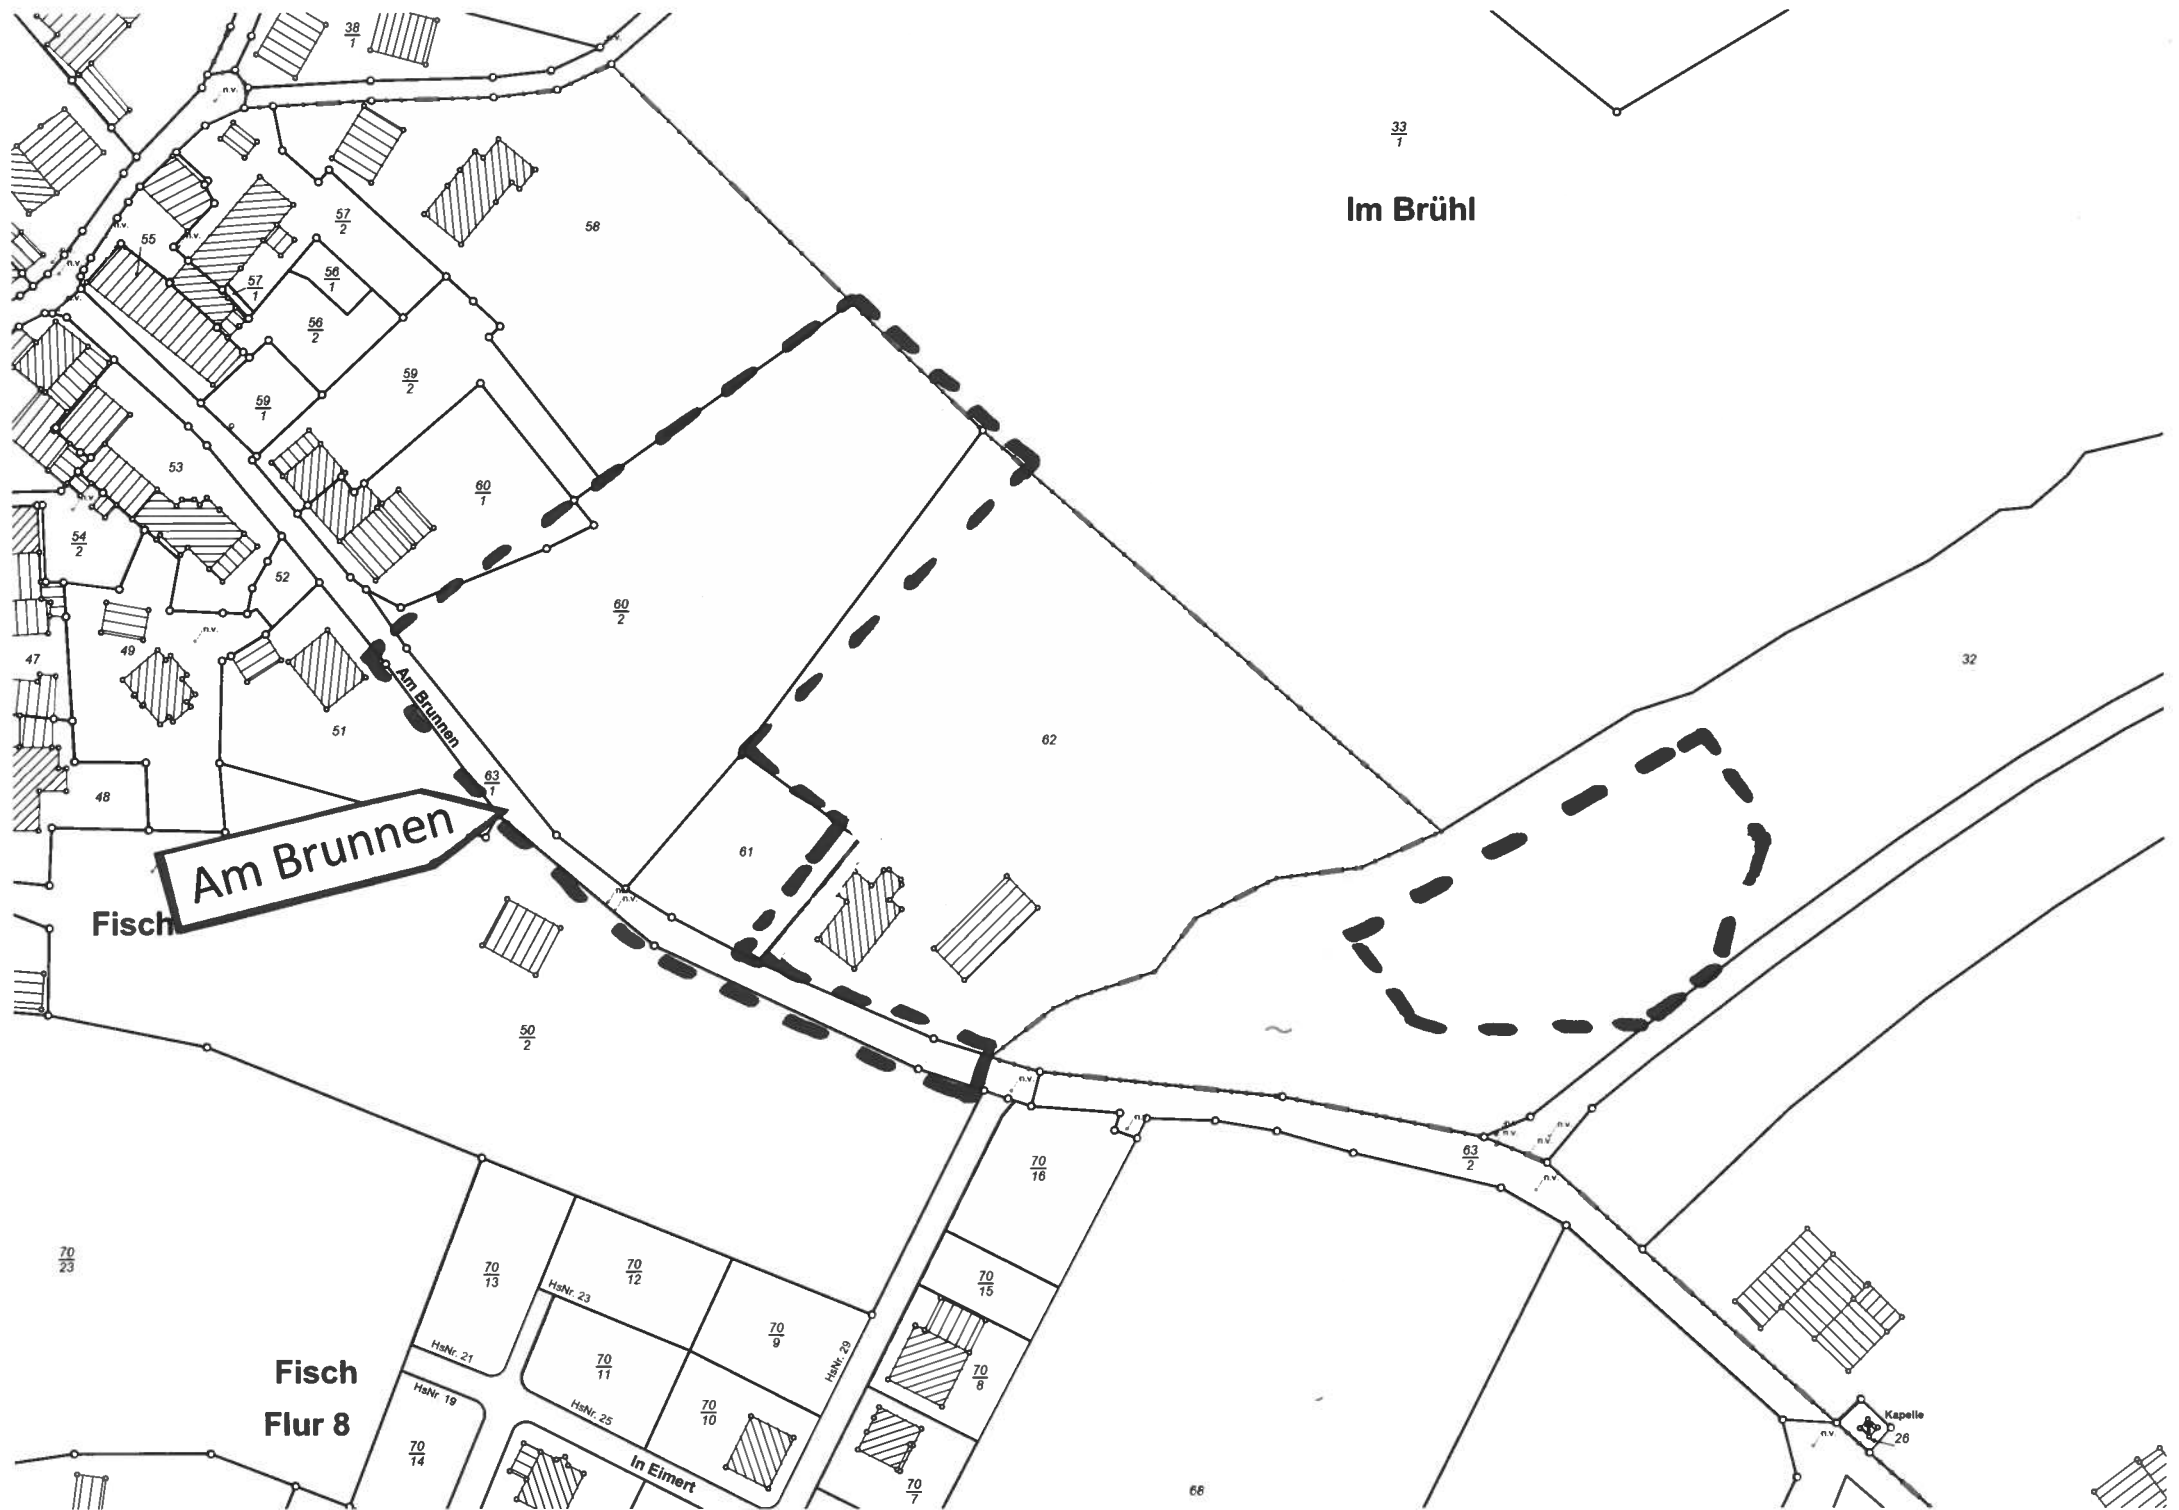 38
1
n.v.
n.v.
33
1
Im Brühl
57
2
58
n.v.
55
n.v.
n.v.
57
1
56
1
n.v.
56
2
59
2
59
1
53
60
1
n.v.
54
2
52
60
2
n.v.
49
47
32
51
Am Brunnen
62
63
1
48
Am Brunnen
61
n.v.
n.v.
Fisch
50
2
n.v.
n.v.
n.v.
n.v.
n.v.
63
2
70
16
n.v.
70
23
70
13
70
12
HsNr. 23
70
15
70
9
HsNr. 21
70
11
HsNr. 29
70
8
Fisch
HsNr 19
Flur 8
HsNr. 25
70
10
Kapelle
26
n.v.
70
14
In Eimert
70
7
68